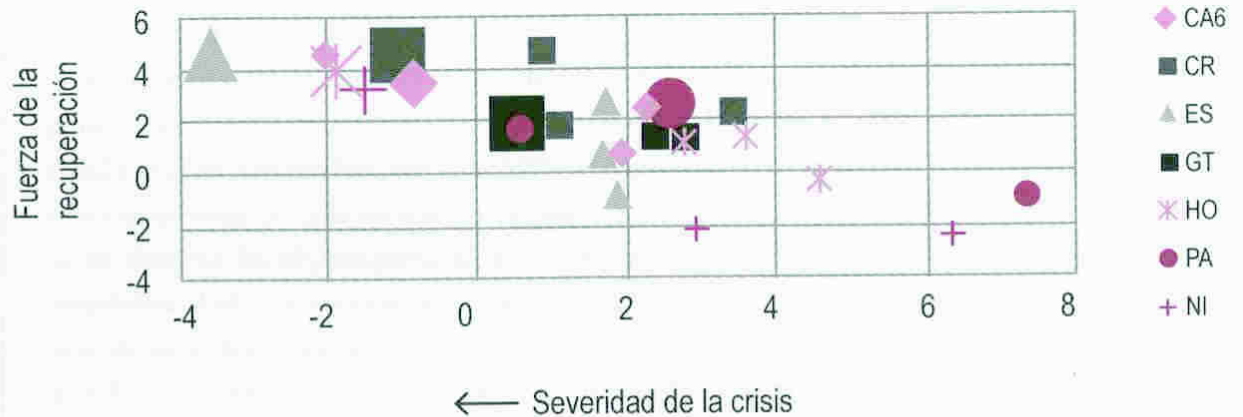 Fuerza de la
recuperación
6
4
2
0
-2
-4
-4
-2
0
2
4
6
8
← Severidad de la crisis
CA6
CR
ES
GT
HO
PA
NI